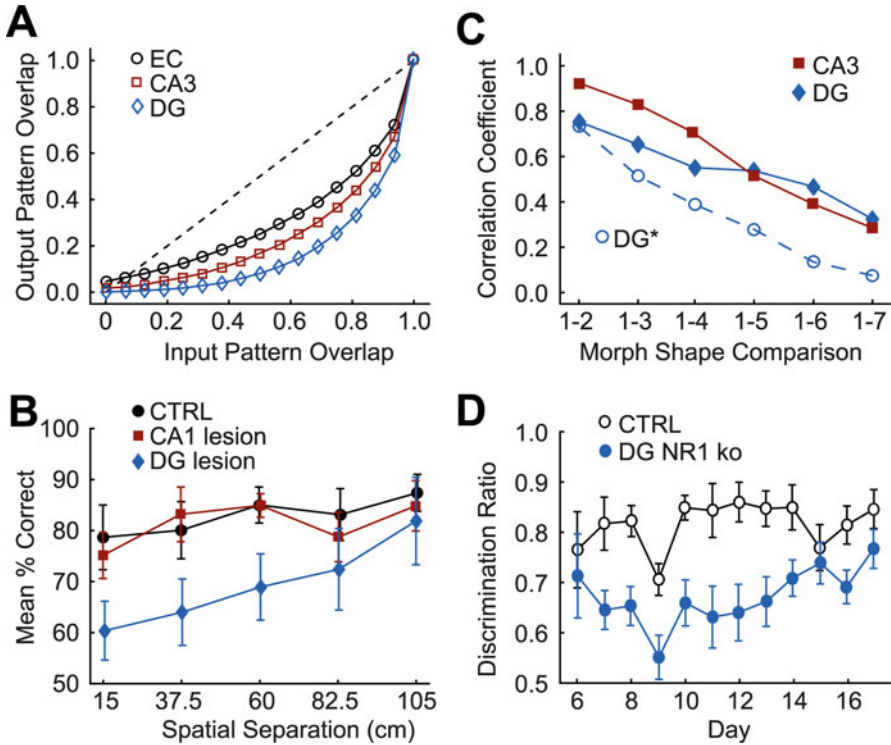 A
EC
CA3
DG
Output Pattern Overlap
1.0
0.8
0.6
0.4
0.2
0.0
0 0.2 0.4 0.6 0.8 1.0
Input Pattern Overlap
C
CA3
DG
DG*
Correlation Coefficient
1.0
0.8
0.6
0.4
0.2
0.0
1-2 1-3 1-4 1-5 1-6 1-7
Morph Shape Comparison
B
CTRL
CA1 lesion
DG lesion
Mean % Correct
100
90
80
70
60
50
15 37.5 60 82.5 105
Spatial Separation (cm)
D
CTRL
DG NR1 ko
Discrimination Ratio
1.0
0.9
0.8
0.7
0.6
0.5
6 8 10 12 14 16
Day